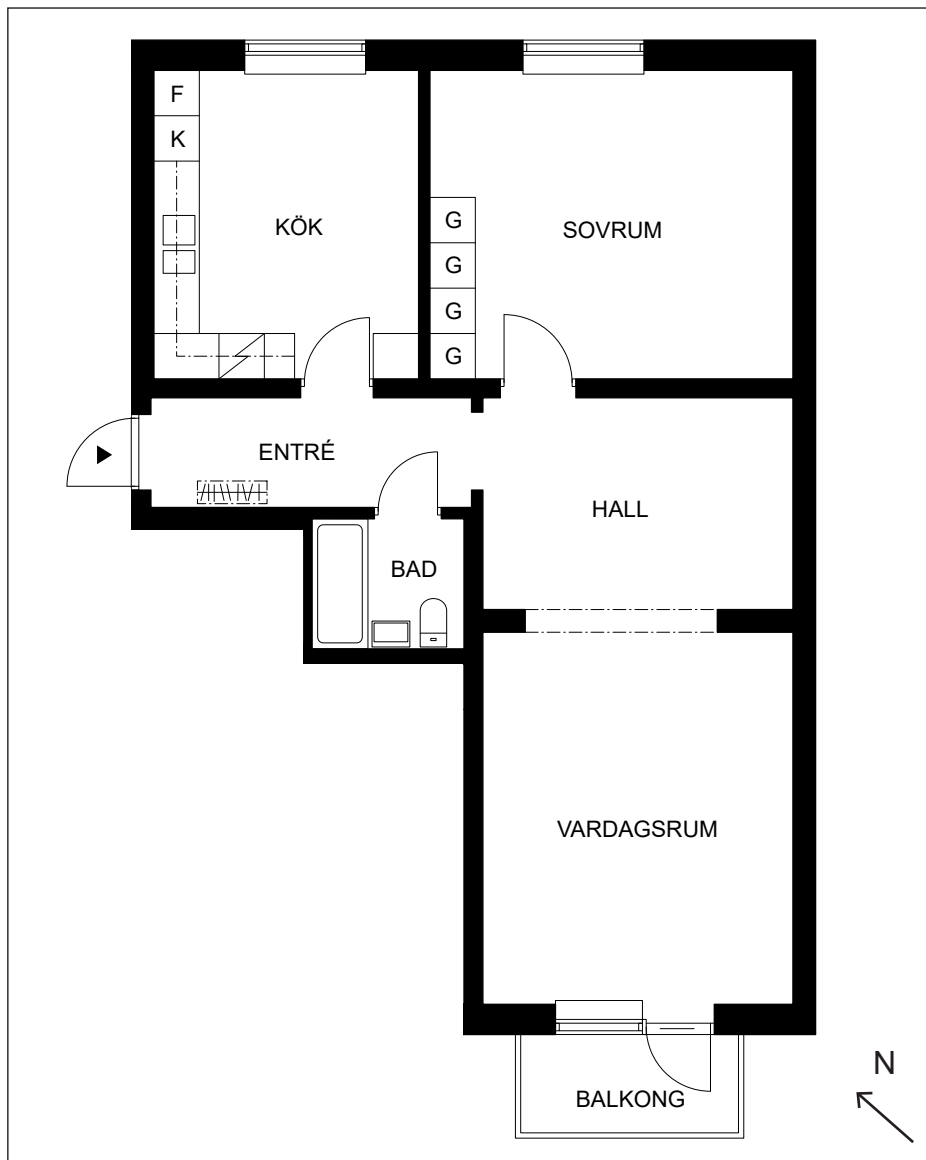 F
K
KÖK
SOVRUM
G
G
G
G
ENTRÉ
HALL
BAD
VARDAGSRUM
N
BALKONG